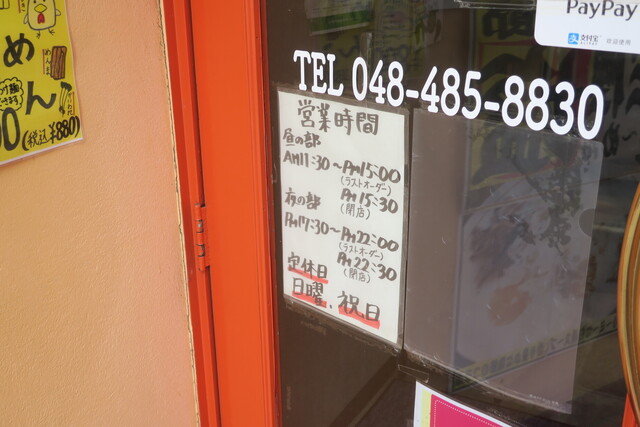 PayPay
支付宝
TEL 048-485-8830
営業時間
昼の部
AM11:30〜PM15:00
(ラストオーダー)
PM15:30
(閉店)
夜の部
PM17:30〜PM22:00
(ラストオーダー)
PM22:30
(閉店)
定休日
日曜、祝日
めん
(税込¥880)